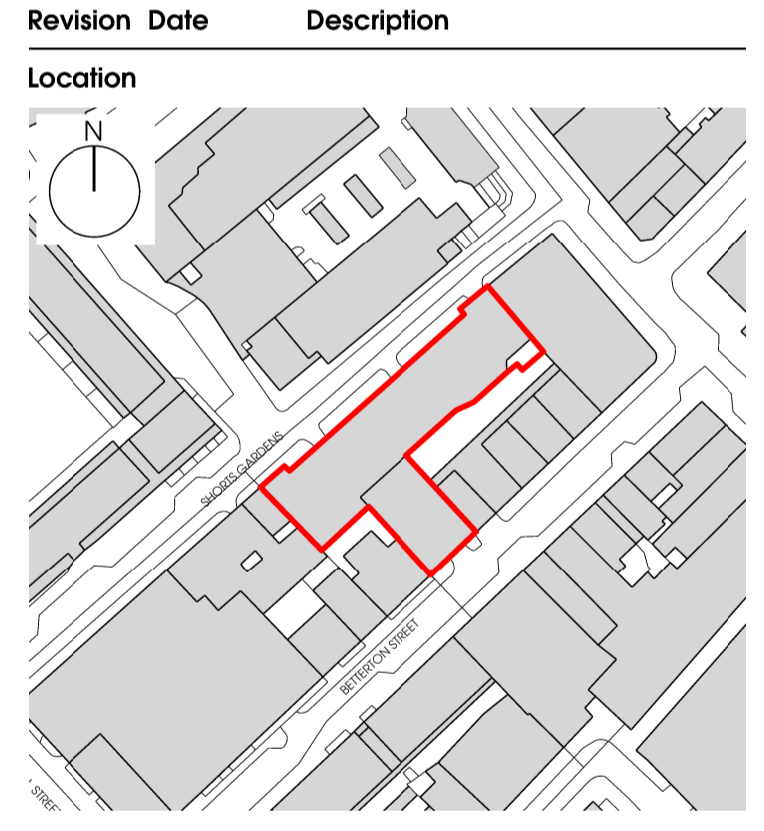 Revision Date Description
Location
N
SHORTS GARDENS
BETTERTON STREET
STREET